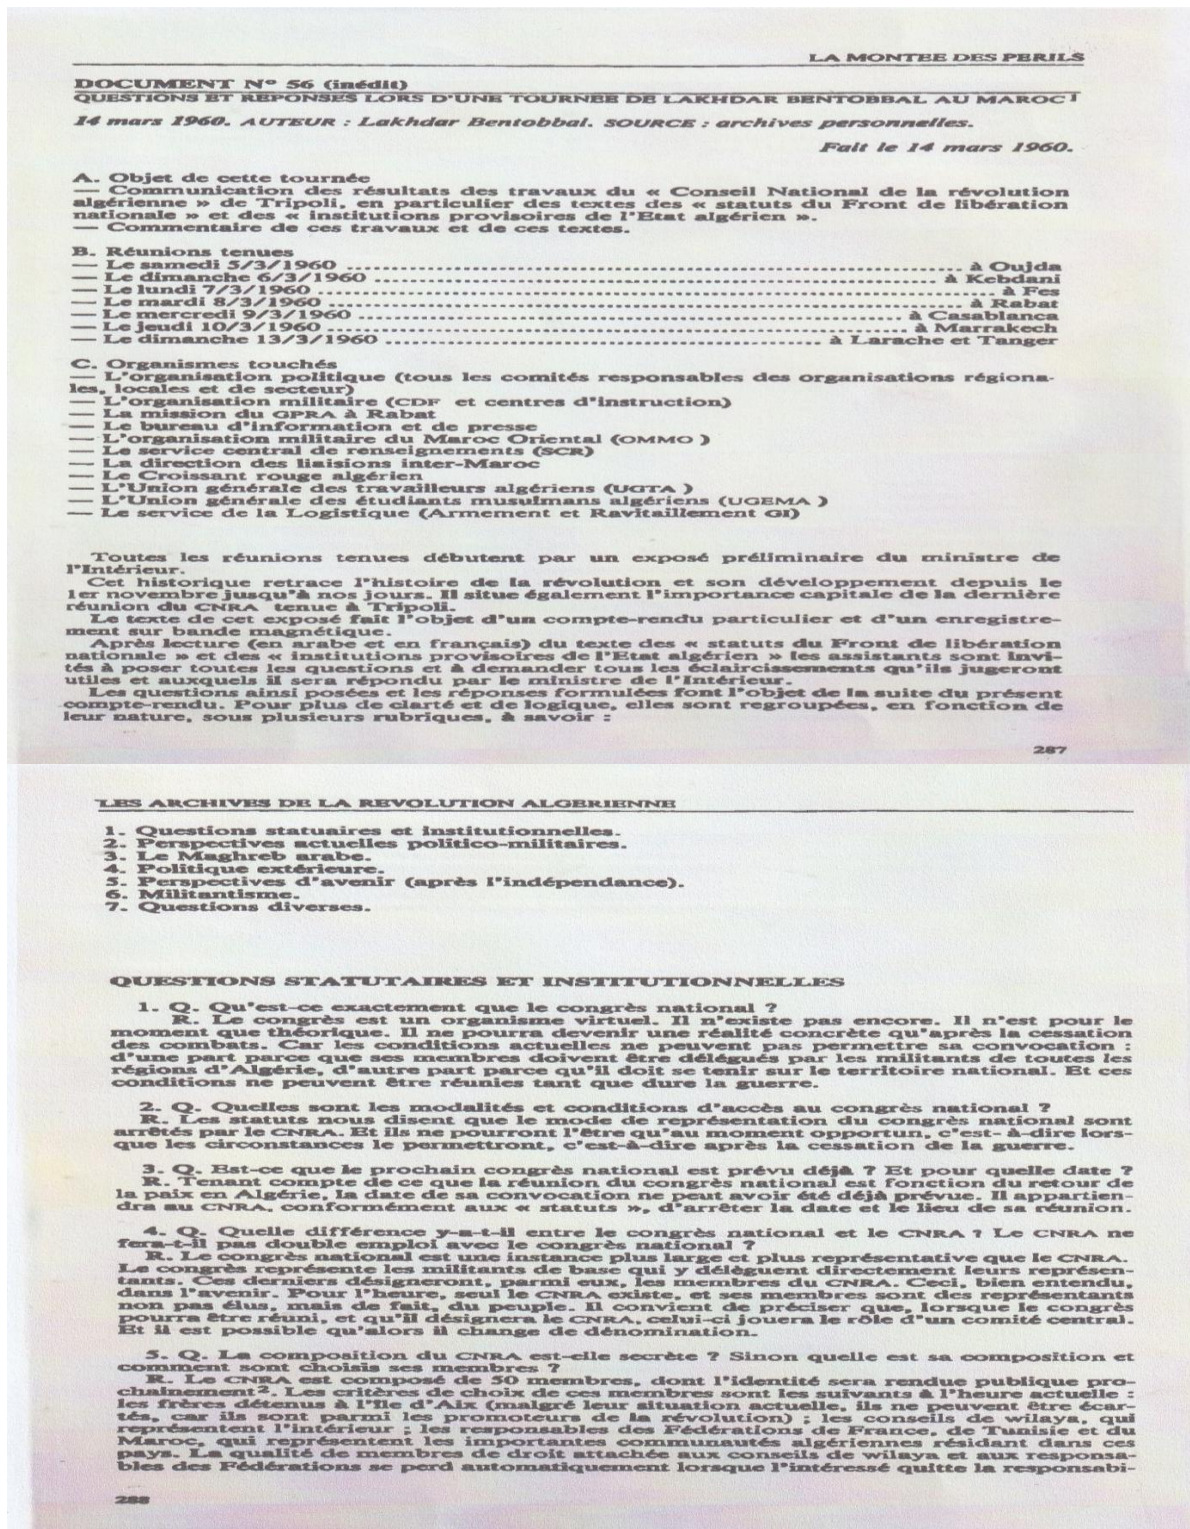 LA MONTEE DES PERILS
DOCUMENT N° 56 (inédit)
QUESTIONS ET REPONSES LORS D'UNE TOURNEE DE LAKHDAR BENTOBBAL AU MAROC 1
14 mars 1960. AUTEUR : Lakhdar Bentobbal. SOURCE : archives personnelles.
Fait le 14 mars 1960.
A. Objet de cette tournée
— Communication des résultats des travaux du « Conseil National de la révolution
algérienne » de Tripoli, en particulier des textes des « statuts du Front de libération
nationale » et des « institutions provisoires de l'Etat algérien ».
— Commentaire de ces travaux et de ces textes.
B. Réunions tenues
— Le samedi 5/3/1960 ........................................ à Oujda
— Le dimanche 6/3/1960 ........................................ à Kebdani
— Le lundi 7/3/1960 ........................................ à Fes
— Le mardi 8/3/1960 ........................................ à Rabat
— Le mercredi 9/3/1960 ........................................ à Casablanca
— Le jeudi 10/3/1960 ........................................ à Marrakech
— Le dimanche 13/3/1960 ........................................ à Larache et Tanger
C. Organismes touchés
— L'organisation politique (tous les comités responsables des organisations régiona-
les, locales et de secteur)
— L'organisation militaire (CDF et centres d'instruction)
— La mission du GPRA à Rabat
— Le bureau d'information et de presse
— L'organisation militaire du Maroc Oriental (OMMO )
— Le service central de renseignements (SCR)
— La direction des liaisions inter-Maroc
— Le Croissant rouge algérien
— L'Union générale des travailleurs algériens (UGTA )
— L'Union générale des étudiants musulmans algériens (UGEMA )
— Le service de la Logistique (Armement et Ravitaillement GI)
Toutes les réunions tenues débutent par un exposé préliminaire du ministre de
l'Intérieur.
Cet historique retrace l'histoire de la révolution et son développement depuis le
1er novembre jusqu'à nos jours. Il situe également l'importance capitale de la dernière
réunion du CNRA tenue à Tripoli.
Le texte de cet exposé fait l'objet d'un compte-rendu particulier et d'un enregistre-
ment sur bande magnétique.
Après lecture (en arabe et en français) du texte des « statuts du Front de libération
nationale » et des « institutions provisoires de l'Etat algérien » les assistants sont invi-
tés à poser toutes les questions et à demander tous les éclaircissements qu'ils jugeront
utiles et auxquels il sera répondu par le ministre de l'Intérieur.
Les questions ainsi posées et les réponses formulées font l'objet de la suite du présent
compte-rendu. Pour plus de clarté et de logique, elles sont regroupées, en fonction de
leur nature, sous plusieurs rubriques, à savoir :
287
LES ARCHIVES DE LA REVOLUTION ALGERIENNE
1. Questions statuaires et institutionnelles.
2. Perspectives actuelles politico-militaires.
3. Le Maghreb arabe.
4. Politique extérieure.
5. Perspectives d'avenir (après l'indépendance).
6. Militantisme.
7. Questions diverses.
QUESTIONS STATUTAIRES ET INSTITUTIONNELLES
1. Q. Qu'est-ce exactement que le congrès national ?
R. Le congrès est un organisme virtuel. Il n'existe pas encore. Il n'est pour le
moment que théorique. Il ne pourra devenir une réalité concrète qu'après la cessation
des combats. Car les conditions actuelles ne peuvent pas permettre sa convocation :
d'une part parce que ses membres doivent être délégués par les militants de toutes les
régions d'Algérie, d'autre part parce qu'il doit se tenir sur le territoire national. Et ces
conditions ne peuvent être réunies tant que dure la guerre.
2. Q. Quelles sont les modalités et conditions d'accès au congrès national ?
R. Les statuts nous disent que le mode de représentation du congrès national sont
arrêtés par le CNRA. Et ils ne pourront l'être qu'au moment opportun, c'est- à-dire lors-
que les circonstances le permettront, c'est-à-dire après la cessation de la guerre.
3. Q. Est-ce que le prochain congrès national est prévu déjà ? Et pour quelle date ?
R. Tenant compte de ce que la réunion du congrès national est fonction du retour de
la paix en Algérie, la date de sa convocation ne peut avoir été déjà prévue. Il appartien-
dra au CNRA, conformément aux « statuts », d'arrêter la date et le lieu de sa réunion.
4. Q. Quelle différence y-a-t-il entre le congrès national et le CNRA ? Le CNRA ne
fera-t-il pas double emploi avec le congrès national ?
R. Le congrès national est une instance plus large et plus représentative que le CNRA.
Le congrès représente les militants de base qui y délèguent directement leurs représen-
tants. Ces derniers désigneront, parmi eux, les membres du CNRA. Ceci, bien entendu,
dans l'avenir. Pour l'heure, seul le CNRA existe, et ses membres sont des représentants
non pas élus, mais de fait, du peuple. Il convient de préciser que, lorsque le congrès
pourra être réuni, et qu'il désignera le CNRA, celui-ci jouera le rôle d'un comité central.
Et il est possible qu'alors il change de dénomination.
5. Q. La composition du CNRA est-elle secrète ? Sinon quelle est sa composition et
comment sont choisis ses membres ?
R. Le CNRA est composé de 50 membres, dont l'identité sera rendue publique pro-
chainement 2. Les critères de choix de ces membres sont les suivants à l'heure actuelle :
les frères détenus à l'île d'Aix (malgré leur situation actuelle, ils ne peuvent être écar-
tés, car ils sont parmi les promoteurs de la révolution) ; les conseils de wilaya, qui
représentent l'intérieur ; les responsables des Fédérations de France, de Tunisie et du
Maroc, qui représentent les importantes communautés algériennes résidant dans ces
pays. La qualité de membres de droit attachée aux conseils de wilaya et aux responsa-
bles des Fédérations se perd automatiquement lorsque l'intéressé quitte la responsabi-
288